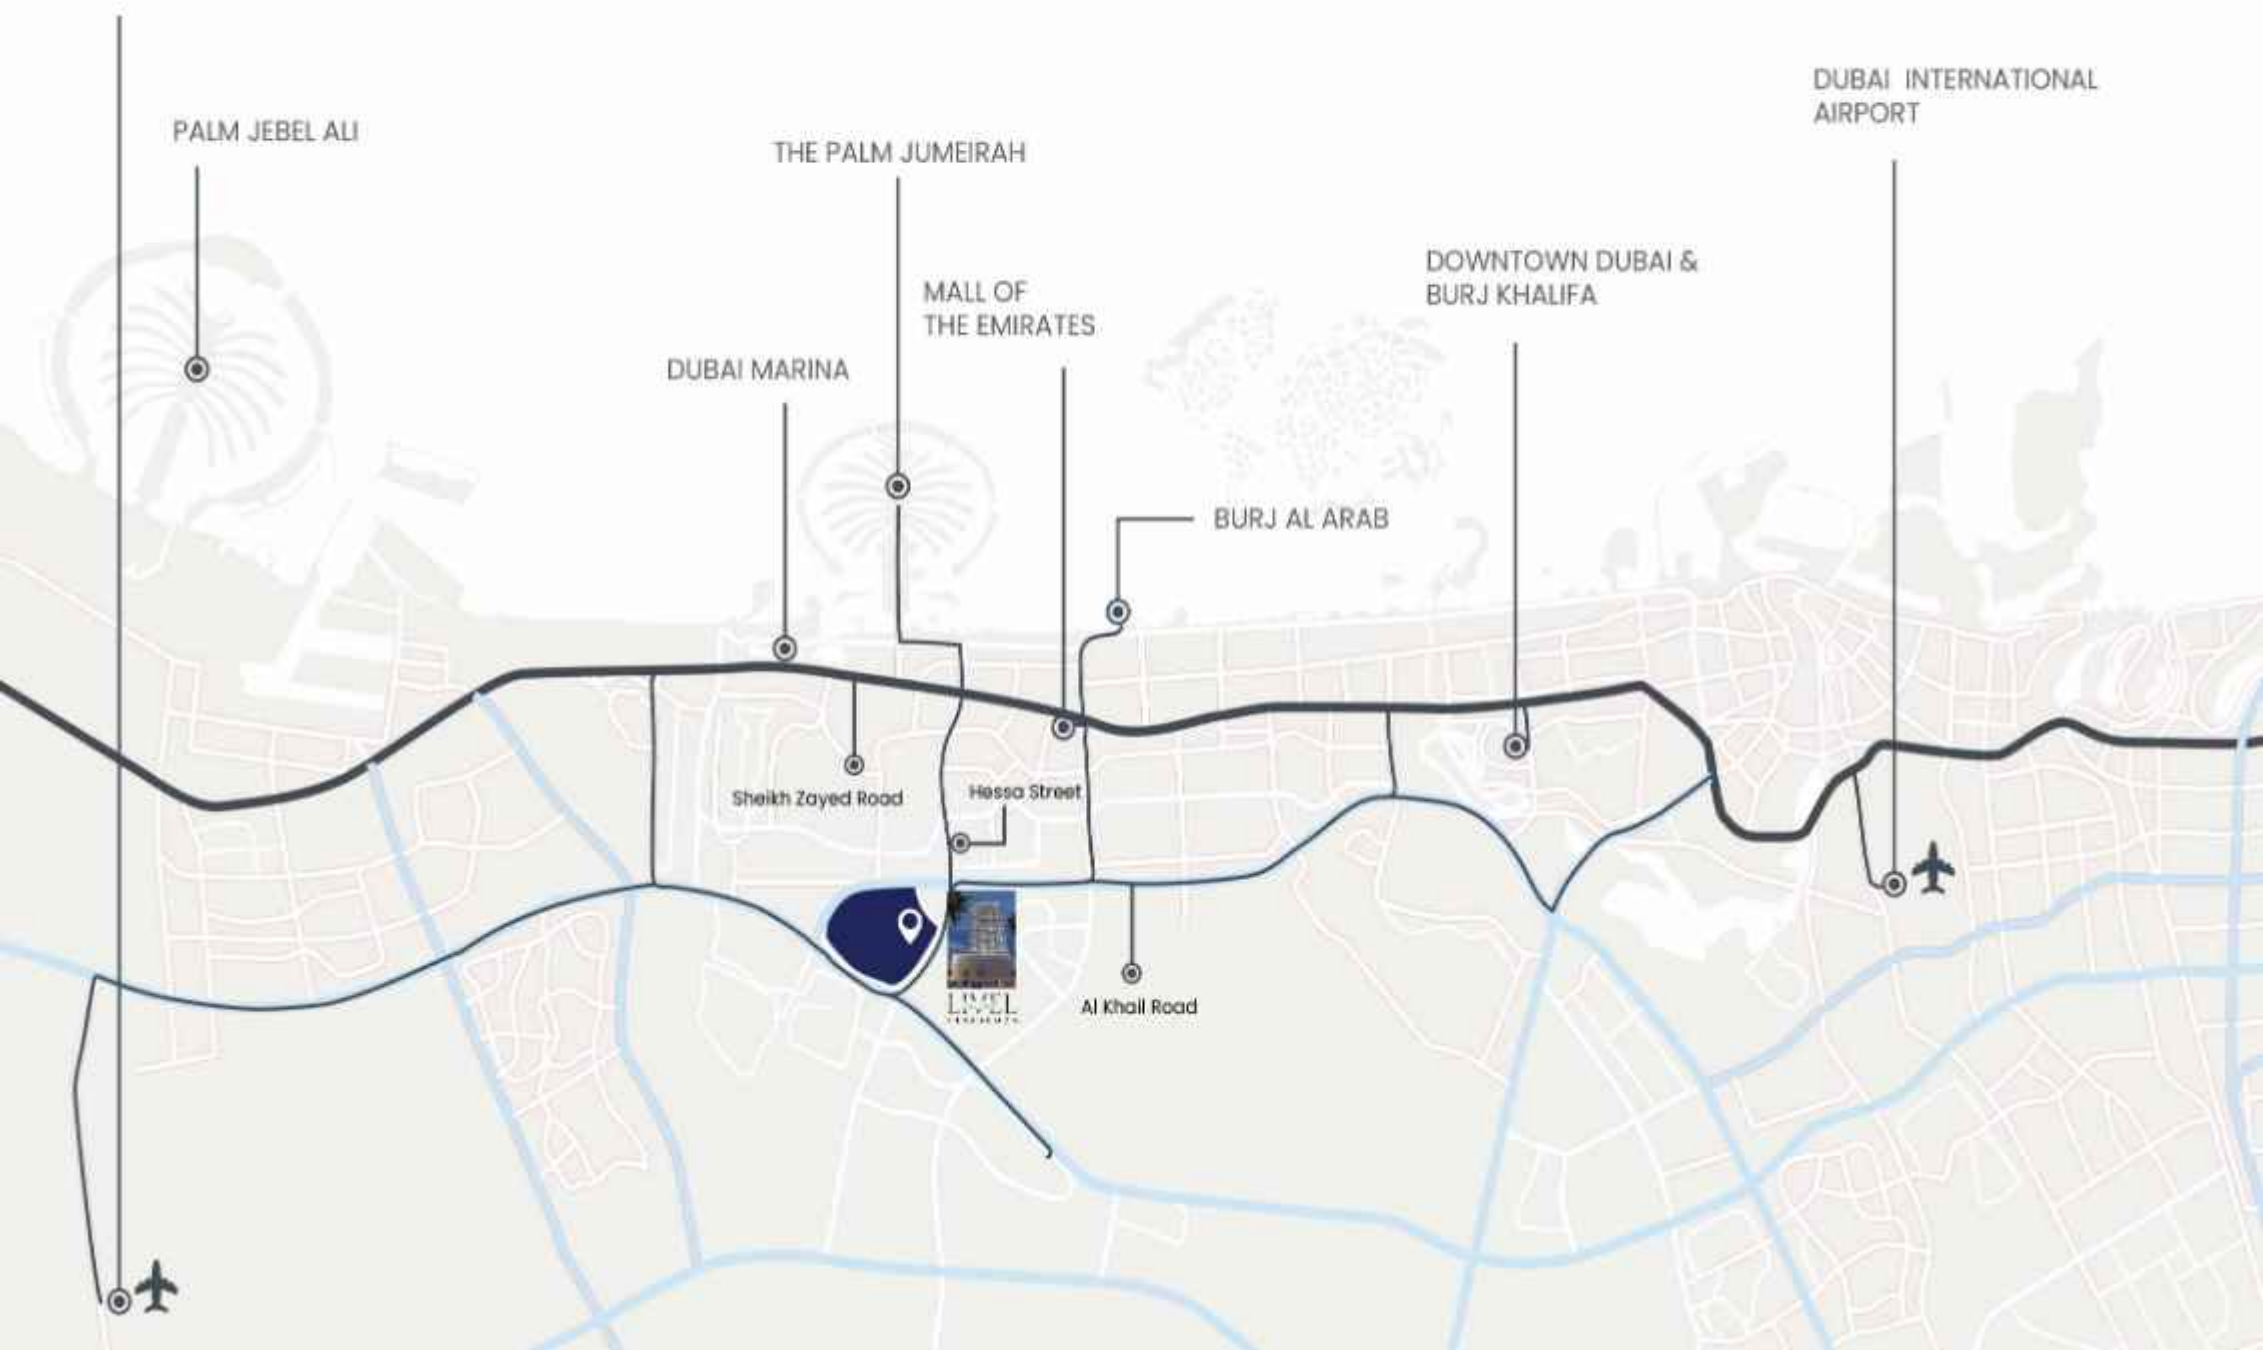 DUBAI INTERNATIONAL
AIRPORT
PALM JEBEL ALI
THE PALM JUMEIRAH
DOWNTOWN DUBAI &
BURJ KHALIFA
MALL OF
THE EMIRATES
DUBAI MARINA
BURJ AL ARAB
Sheikh Zayed Road
Hessa Street
Al Khail Road